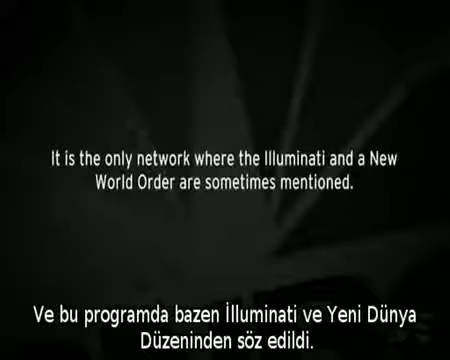 It is the only network where the Illuminati and a New
World Order are sometimes mentioned.
Ve bu programda bazen İlluminati ve Yeni Dünya
Düzeninden söz edildi.